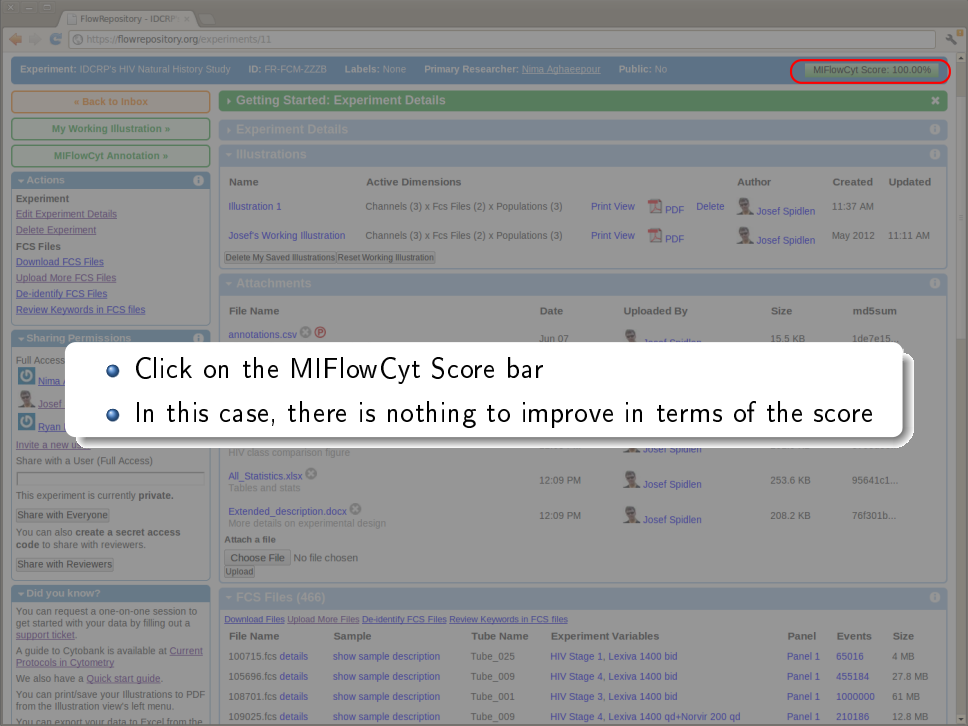 FlowRepository - IDCRP'
https://flowrepository.org/experiments/11
Experiment: IDCRP's HIV Natural History Study ID: FR-FCM-ZZZB Labels: None Primary Researcher: Nima Aghaeepour Public: No MIFlowCyt Score: 100.00%
« Back to Inbox
My Working Illustration »
MIFlowCyt Annotation »
Actions
Experiment
Edit Experiment Details
Delete Experiment
FCS Files
Download FCS Files
Upload More FCS Files
De-identify FCS Files
Review Keywords in FCS files
Sharing Permissions
Full Access
Nima
Josef
Ryan
Invite a new
Share with a User (Full Access)
This experiment is currently private.
Share with Everyone
You can also create a secret access
code to share with reviewers.
Share with Reviewers
Did you know?
You can request a one-on-one session to
get started with your data by filling out a
support ticket.
A guide to Cytobank is available at Current
Protocols in Cytometry
We also have a Quick start guide.
You can print/save your Illustrations to PDF
from the Illustration view's left menu.
You can export your data to Excel from the
Getting Started: Experiment Details
Experiment Details
Illustrations
Name Active Dimensions Author Created Updated
Illustration 1 Channels (3) x Fcs Files (2) x Populations (3) Print View PDF Delete Josef Spidlen 11:37 AM
Josef's Working Illustration Channels (3) x Fcs Files (2) x Populations (3) Print View PDF Josef Spidlen May 2012 11:11 AM
Delete My Saved Illustrations Reset Working Illustration
Attachments
File Name Date Uploaded By Size md5sum
annotations.csv Jun 07 Josef Spidlen 15.5 KB 1de7e15...
Click on the MIFlowCyt Score bar
In this case, there is nothing to improve in terms of the score
HIV class comparison figure Josef Spidlen
All_Statistics.xlsx 12:09 PM Josef Spidlen 253.6 KB 95641c1...
Tables and stats
Extended_description.docx 12:09 PM Josef Spidlen 208.2 KB 76f301b...
More details on experimental design
Attach a file
Choose File No file chosen
Upload
FCS Files (466)
Download Files Upload More Files De-identify FCS Files Review Keywords in FCS files
File Name Sample Tube Name Experiment Variables Panel Events Size
100715.fcs details show sample description Tube_025 HIV Stage 1, Lexiva 1400 bid Panel 1 65016 4 MB
105696.fcs details show sample description Tube_009 HIV Stage 4, Lexiva 1400 bid Panel 1 455184 27.8 MB
108701.fcs details show sample description Tube_001 HIV Stage 3, Lexiva 1400 bid Panel 1 1000000 61 MB
109025.fcs details show sample description Tube_009 HIV Stage 4, Lexiva 1400 qd+Norvir 200 qd Panel 1 210186 12.8 MB